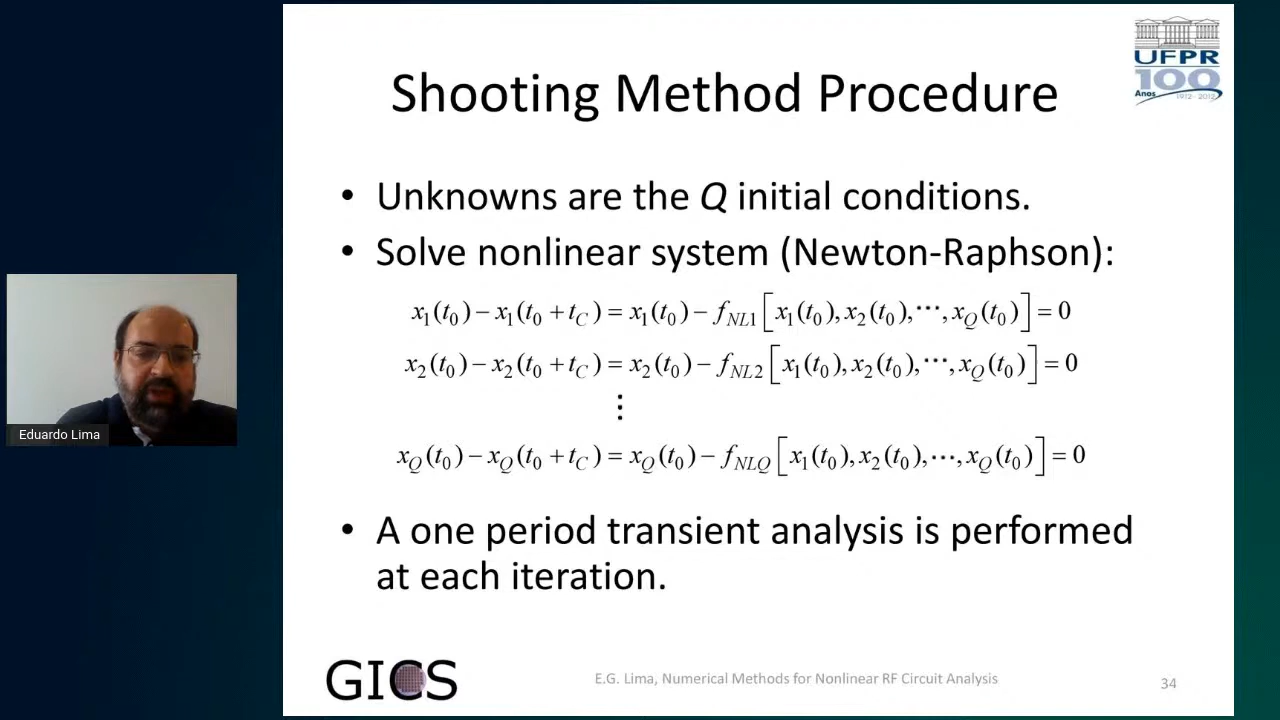 UFPR
100
Anos
1912 - 2012
Shooting Method Procedure
• Unknowns are the Q initial conditions.
• Solve nonlinear system (Newton-Raphson):
x₁(t₀) − x₁(t₀ + t_C) = x₁(t₀) − f_NL1[x₁(t₀), x₂(t₀), ⋯, x_Q(t₀)] = 0
x₂(t₀) − x₂(t₀ + t_C) = x₂(t₀) − f_NL2[x₁(t₀), x₂(t₀), ⋯, x_Q(t₀)] = 0
⋮
x_Q(t₀) − x_Q(t₀ + t_C) = x_Q(t₀) − f_NLQ[x₁(t₀), x₂(t₀), ⋯, x_Q(t₀)] = 0
• A one period transient analysis is performed
at each iteration.
Eduardo Lima
GICS
E.G. Lima, Numerical Methods for Nonlinear RF Circuit Analysis
34